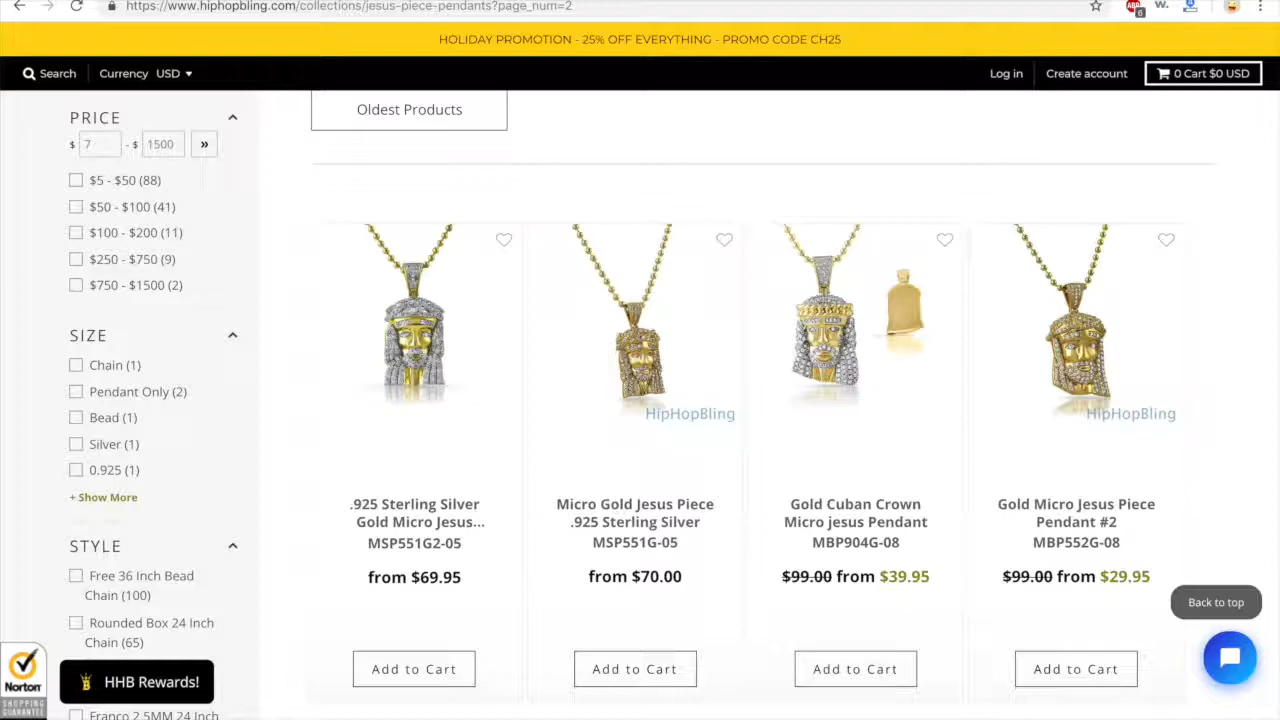 https://www.hiphopbling.com/collections/jesus-piece-pendants?page_num=2
6
W.
HOLIDAY PROMOTION - 25% OFF EVERYTHING - PROMO CODE CH25
Search
Currency USD
Log in
Create account
0 Cart $0 USD
Oldest Products
PRICE
$ 7 - $ 1500 »
$5 - $50 (88)
$50 - $100 (41)
$100 - $200 (11)
$250 - $750 (9)
$750 - $1500 (2)
SIZE
Chain (1)
Pendant Only (2)
Bead (1)
Silver (1)
0.925 (1)
+ Show More
STYLE
Free 36 Inch Bead
Chain (100)
Rounded Box 24 Inch
Chain (65)
Franco 2.5MM 24 Inch
Norton
SHOPPING
GUARANTEE
HHB Rewards!
.925 Sterling Silver
Gold Micro Jesus...
MSP551G2-05
from $69.95
Add to Cart
HipHopBling
Micro Gold Jesus Piece
.925 Sterling Silver
MSP551G-05
from $70.00
Add to Cart
Gold Cuban Crown
Micro jesus Pendant
MBP904G-08
$99.00 from $39.95
Add to Cart
HipHopBling
Gold Micro Jesus Piece
Pendant #2
MBP552G-08
$99.00 from $29.95
Add to Cart
Back to top